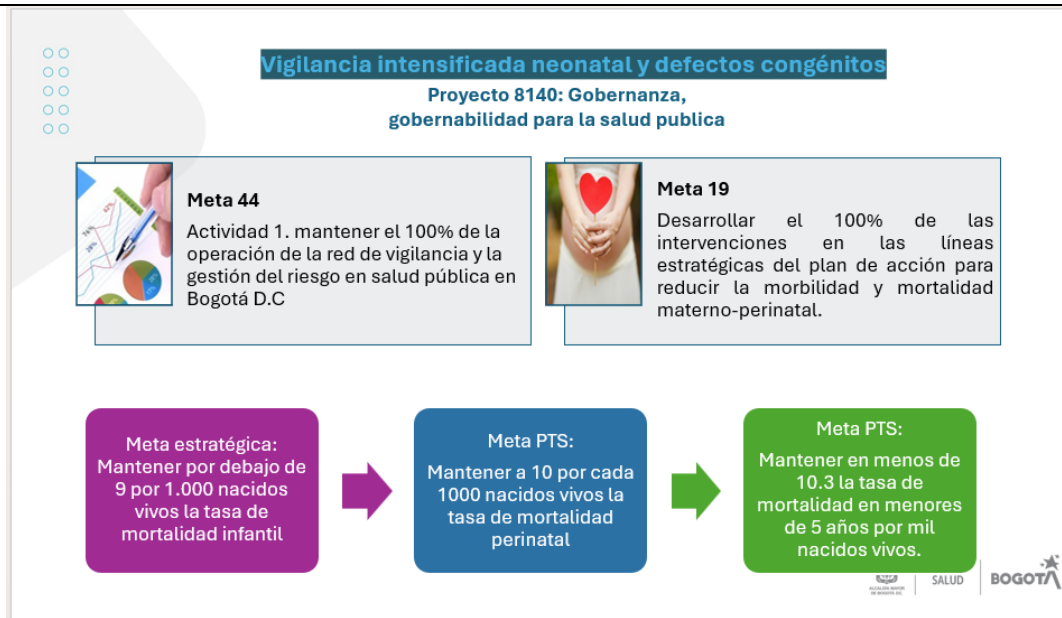 Vigilancia intensificada neonatal y defectos congénitos
Proyecto 8140: Gobernanza,
gobernabilidad para la salud publica
Meta 44
Actividad 1. mantener el 100% de la
operación de la red de vigilancia y la
gestión del riesgo en salud pública en
Bogotá D.C
Meta 19
Desarrollar el 100% de las
intervenciones en las líneas
estratégicas del plan de acción para
reducir la morbilidad y mortalidad
materno-perinatal.
Meta estratégica:
Mantener por debajo de
9 por 1.000 nacidos
vivos la tasa de
mortalidad infantil
Meta PTS:
Mantener a 10 por cada
1000 nacidos vivos la
tasa de mortalidad
perinatal
Meta PTS:
Mantener en menos de
10.3 la tasa de
mortalidad en menores
de 5 años por mil
nacidos vivos.
ALCALDÍA MAYOR
DE BOGOTÁ D.C.
SALUD
BOGOTÁ